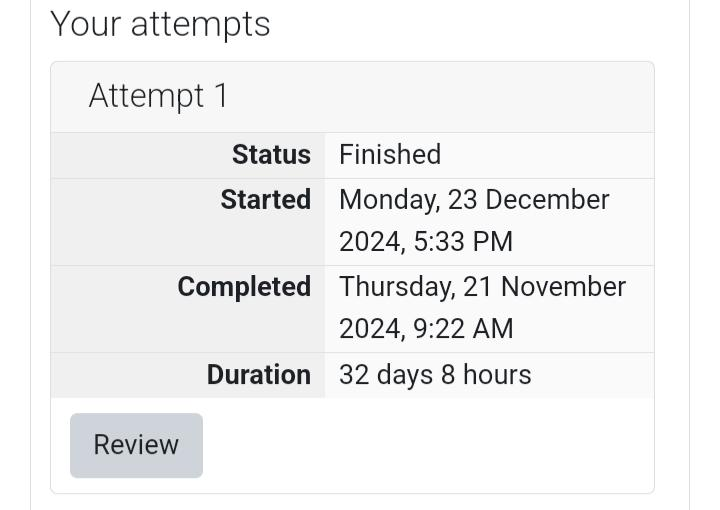 Your attempts
Attempt 1
Status Finished
Started Monday, 23 December
2024, 5:33 PM
Completed Thursday, 21 November
2024, 9:22 AM
Duration 32 days 8 hours
Review